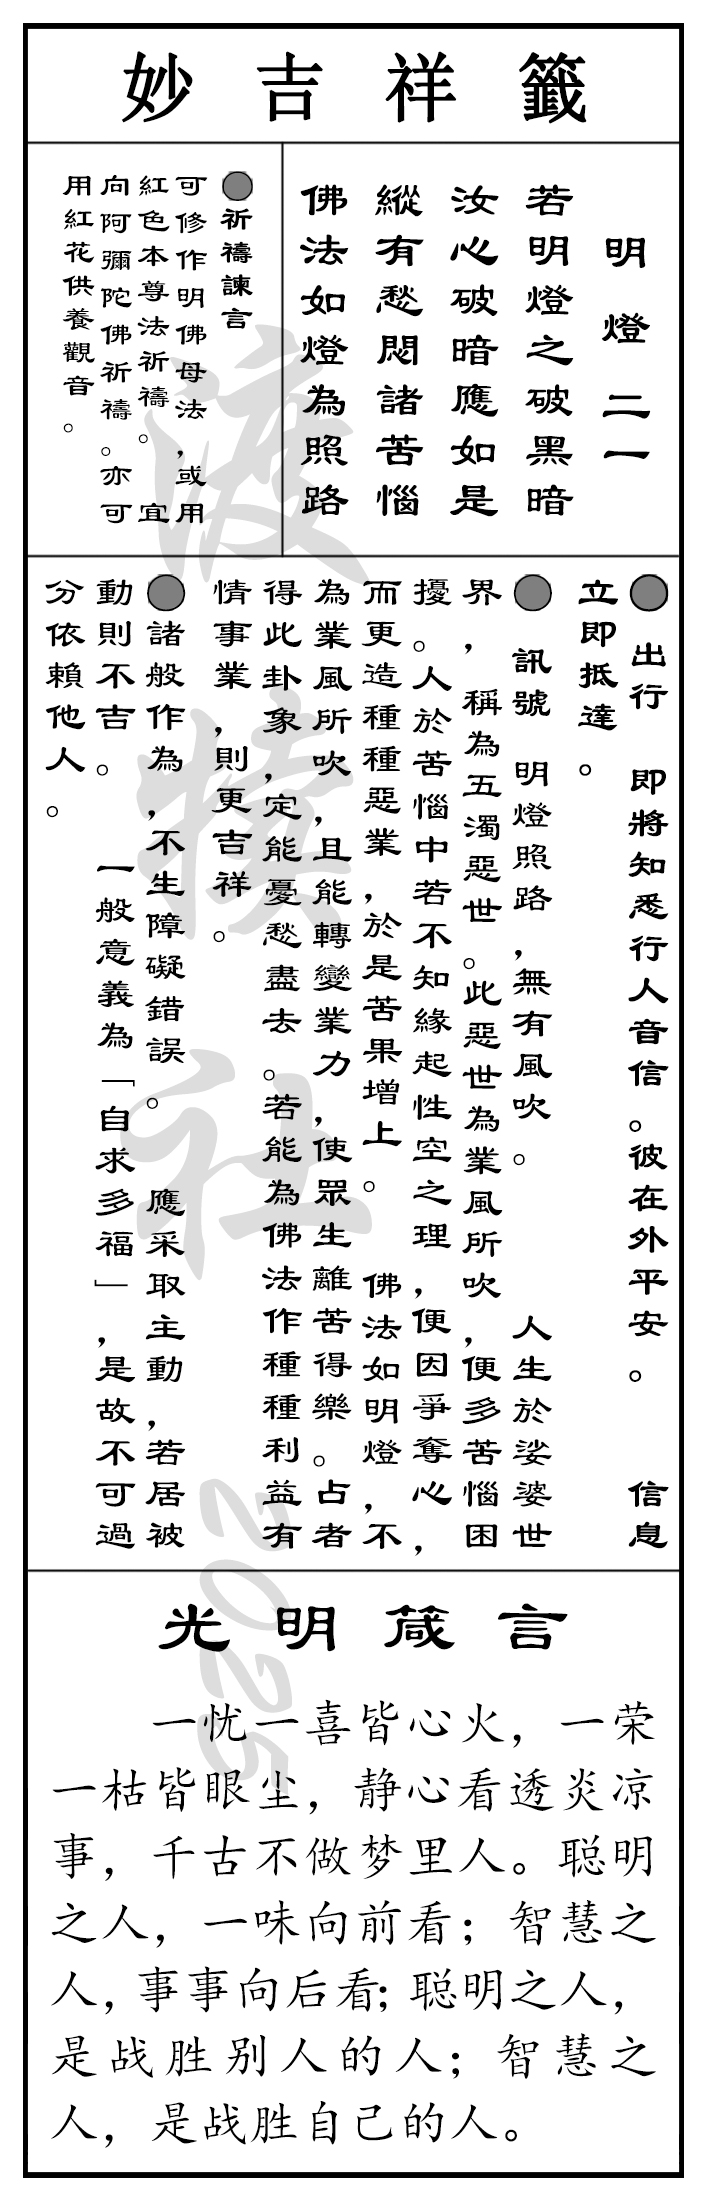 妙吉祥籤
明燈 二一
若明燈之破黑暗
汝心破暗應如是
縱有愁悶諸苦惱
佛法如燈為照路
●祈禱諫言
可修作明佛母法，或用
紅色本尊法祈禱。 宜
向阿彌陀佛祈禱。亦可
用紅花供養觀音。
● 出行 即將知悉行人音信。彼在外平安。 信息
立即抵達。
● 訊號 明燈照路，無有風吹。 人生於娑婆世
界，稱為五濁惡世。此惡世為業風所吹，便多苦惱困
擾。人於苦惱中若不知緣起性空之理，便因爭奪心，
而更造種種惡業，於是苦果增上。 佛法如明燈，不
為業風所吹，且能轉變業力，使眾生離苦得樂。占者
得此卦象，定能憂愁盡去。若能為佛法作種種利益有
情事業，則更吉祥。
●諸般作為，不生障礙錯誤。 應采取主動，若居被
動則不吉。 一般意義為「自求多福」，是故不可過
分依賴他人。
光明箴言
一忧一喜皆心火，一荣
一枯皆眼尘，静心看透炎凉
事，千古不做梦里人。聪明
之人，一味向前看；智慧之
人，事事向后看；聪明之人，
是战胜别人的人；智慧之
人，是战胜自己的人。
渡犊社 2025